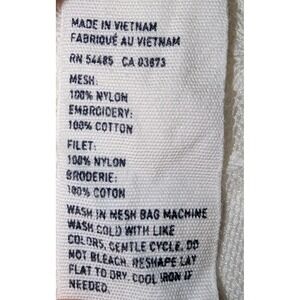 MADE IN VIETNAM
FABRIQUÉ AU VIETNAM
RN 54485 CA 03673
MESH:
100% NYLON
EMBROIDERY:
100% COTTON
FILET:
100% NYLON
BRODERIE:
100% COTON
WASH IN MESH BAG MACHINE
WASH COLD WITH LIKE
COLORS, GENTLE CYCLE. DO
NOT BLEACH. RESHAPE LAY
FLAT TO DRY. COOL IRON IF
NEEDED.